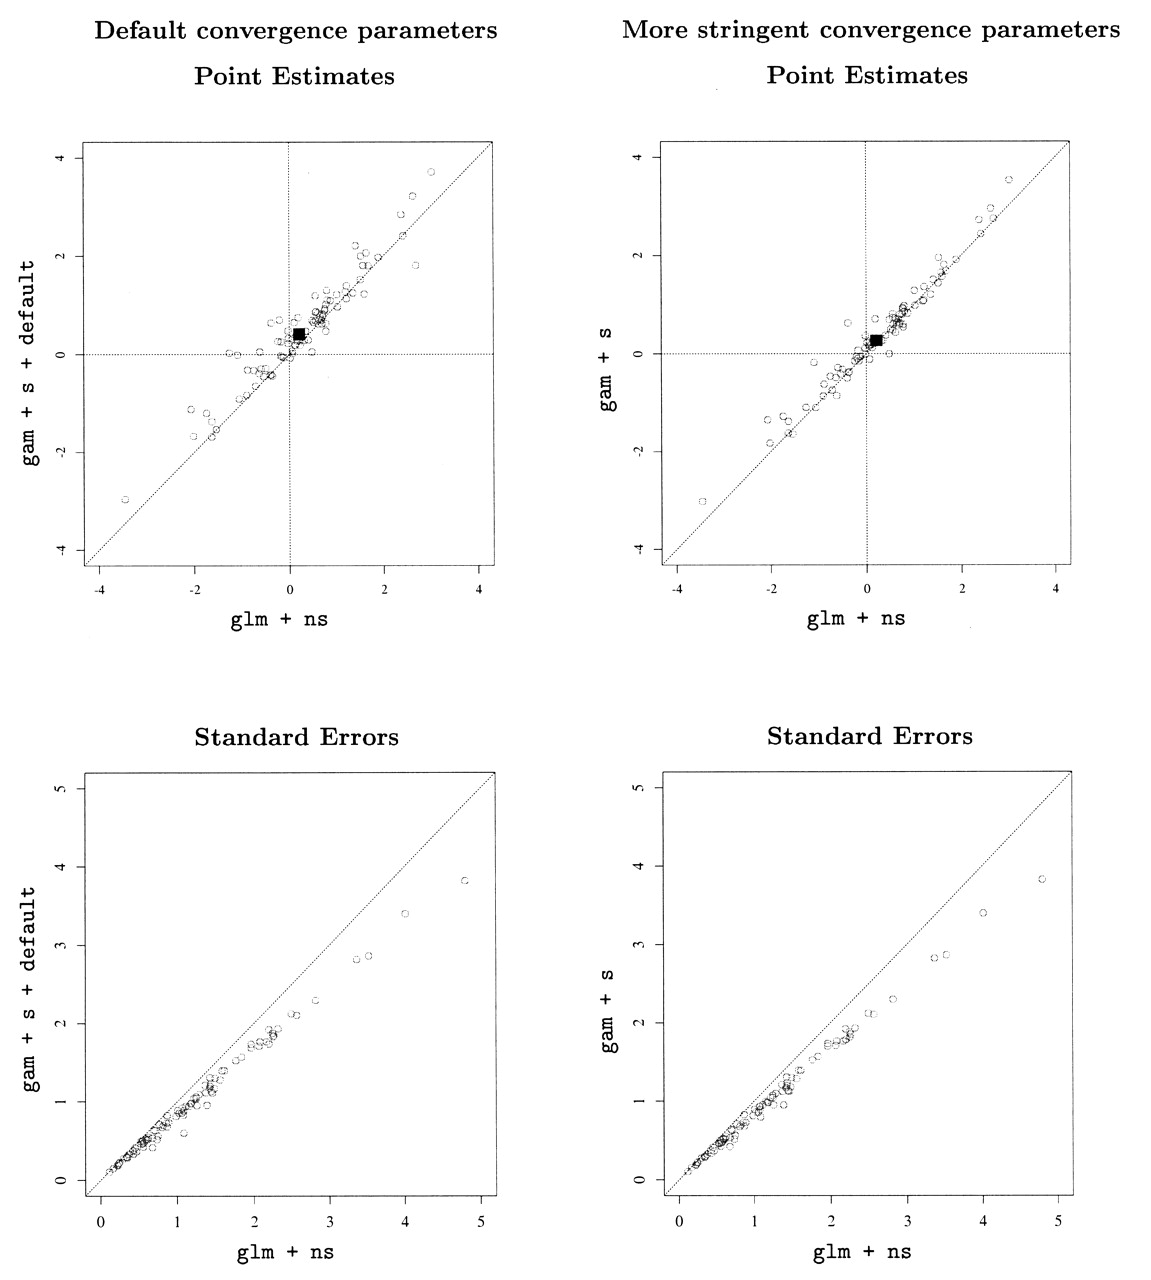 Default convergence parameters
More stringent convergence parameters
Point Estimates
Point Estimates
gam + s + default
4
2
0
-2
-4
-4 -2 0 2 4
glm + ns
gam + s
4
2
0
-2
-4
-4 -2 0 2 4
glm + ns
Standard Errors
Standard Errors
gam + s + default
5
4
3
2
1
0
0 1 2 3 4 5
glm + ns
gam + s
5
4
3
2
1
0
0 1 2 3 4 5
glm + ns